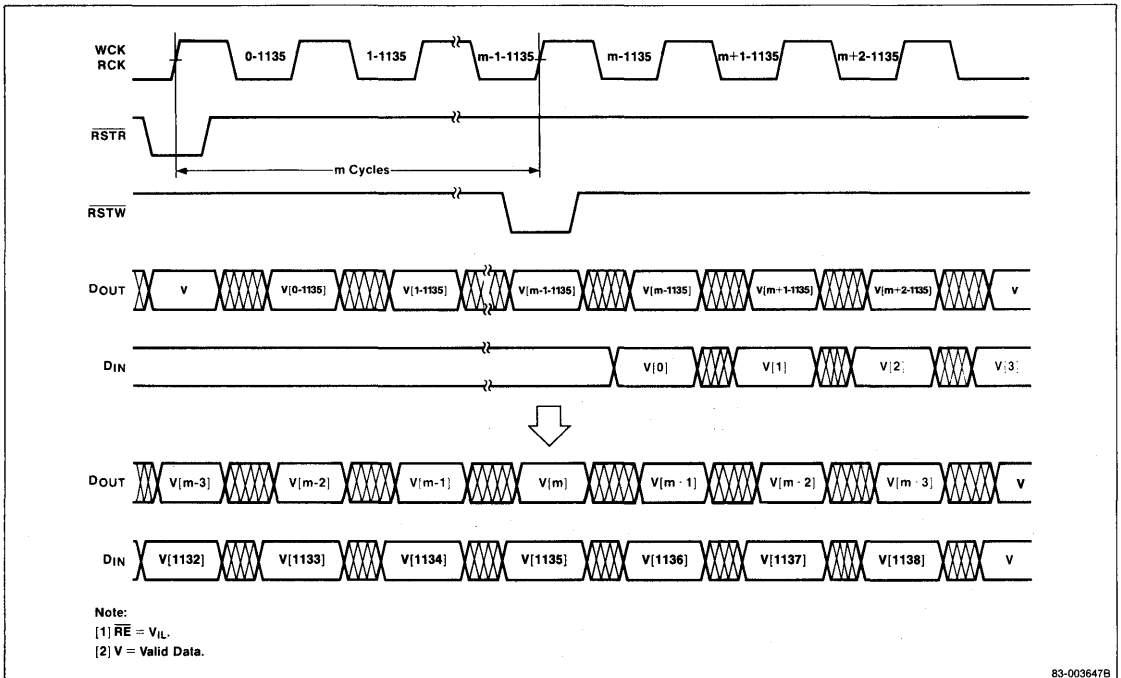 WCK
RCK
0-1135 1-1135 m-1-1135 m-1135 m+1-1135 m+2-1135
RSTR
m Cycles
RSTW
DOUT V V[0-1135] V[1-1135] V[m-1-1135] V[m-1135] V[m+1-1135] V[m+2-1135] V
DIN V[0] V[1] V[2] V[3]
DOUT V[m-3] V[m-2] V[m-1] V[m] V[m · 1] V[m · 2] V[m · 3] V
DIN V[1132] V[1133] V[1134] V[1135] V[1136] V[1137] V[1138] V
Note:
[1] RE = VIL.
[2] V = Valid Data.
83-003647B